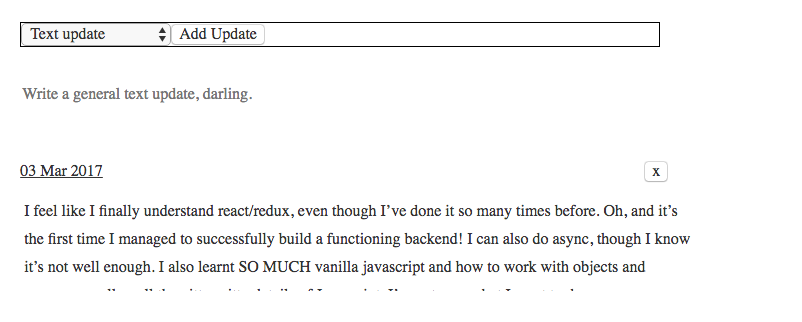 Text update Add Update
Write a general text update, darling.
03 Mar 2017 x
I feel like I finally understand react/redux, even though I’ve done it so many times before. Oh, and it’s
the first time I managed to successfully build a functioning backend! I can also do async, though I know
it’s not well enough. I also learnt SO MUCH vanilla javascript and how to work with objects and